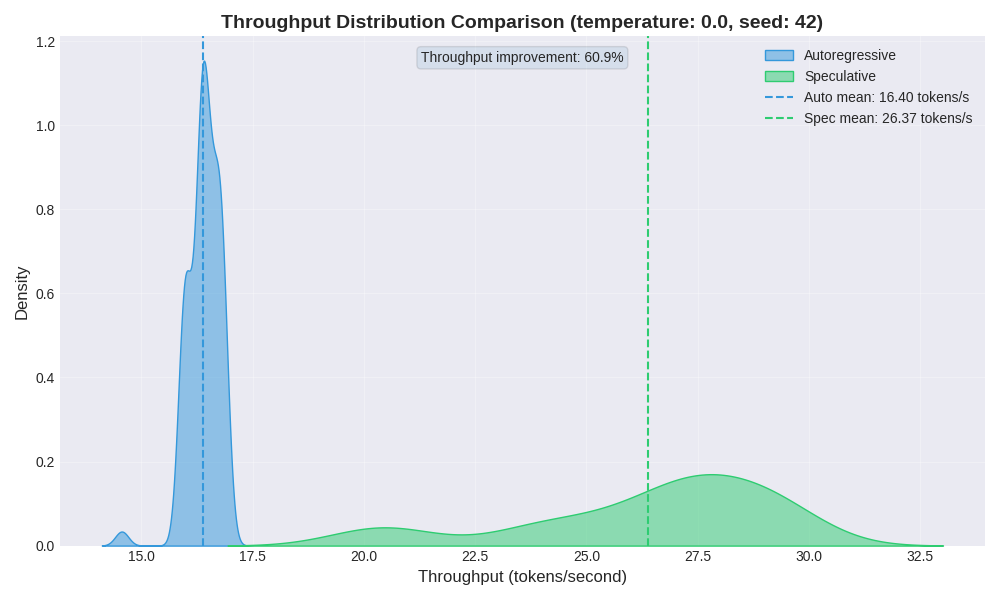 Throughput Distribution Comparison (temperature: 0.0, seed: 42)
Throughput improvement: 60.9%
Autoregressive
Speculative
Auto mean: 16.40 tokens/s
Spec mean: 26.37 tokens/s
Density
1.2
1.0
0.8
0.6
0.4
0.2
0.0
15.0 17.5 20.0 22.5 25.0 27.5 30.0 32.5
Throughput (tokens/second)